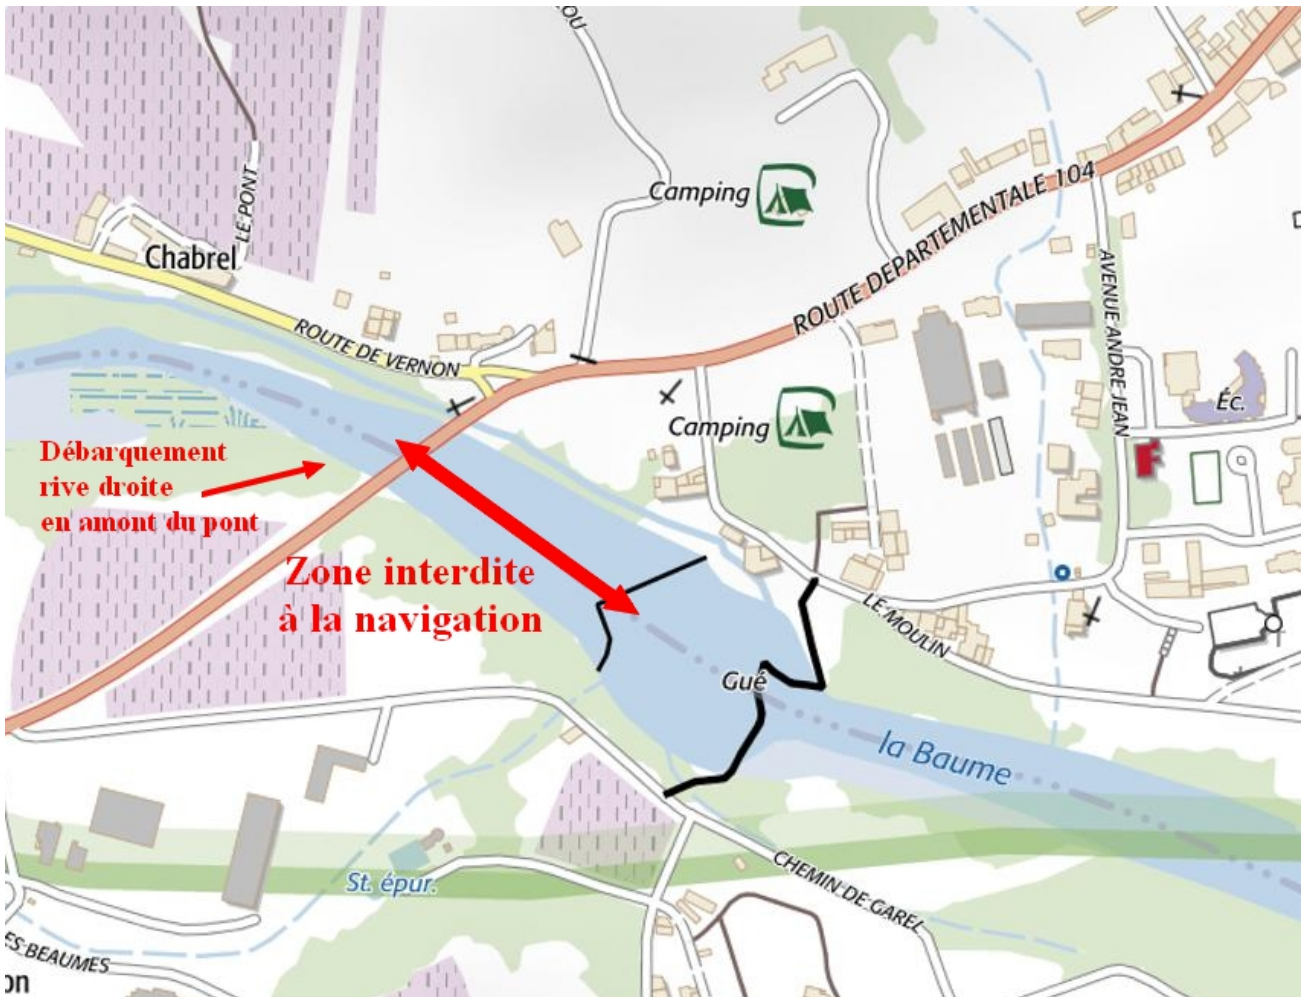 OU
LE PONT
Camping
Chabrel
ROUTE DEPARTEMENTALE 104
AVENUE ANDRE JEAN
ROUTE DE VERNON
Éc.
Camping
Débarquement
rive droite
en amont du pont
Zone interdite
à la navigation
LE MOULIN
Gué
la Baume
St. épur.
CHEMIN DE GAREL
ES BEAUMES
on